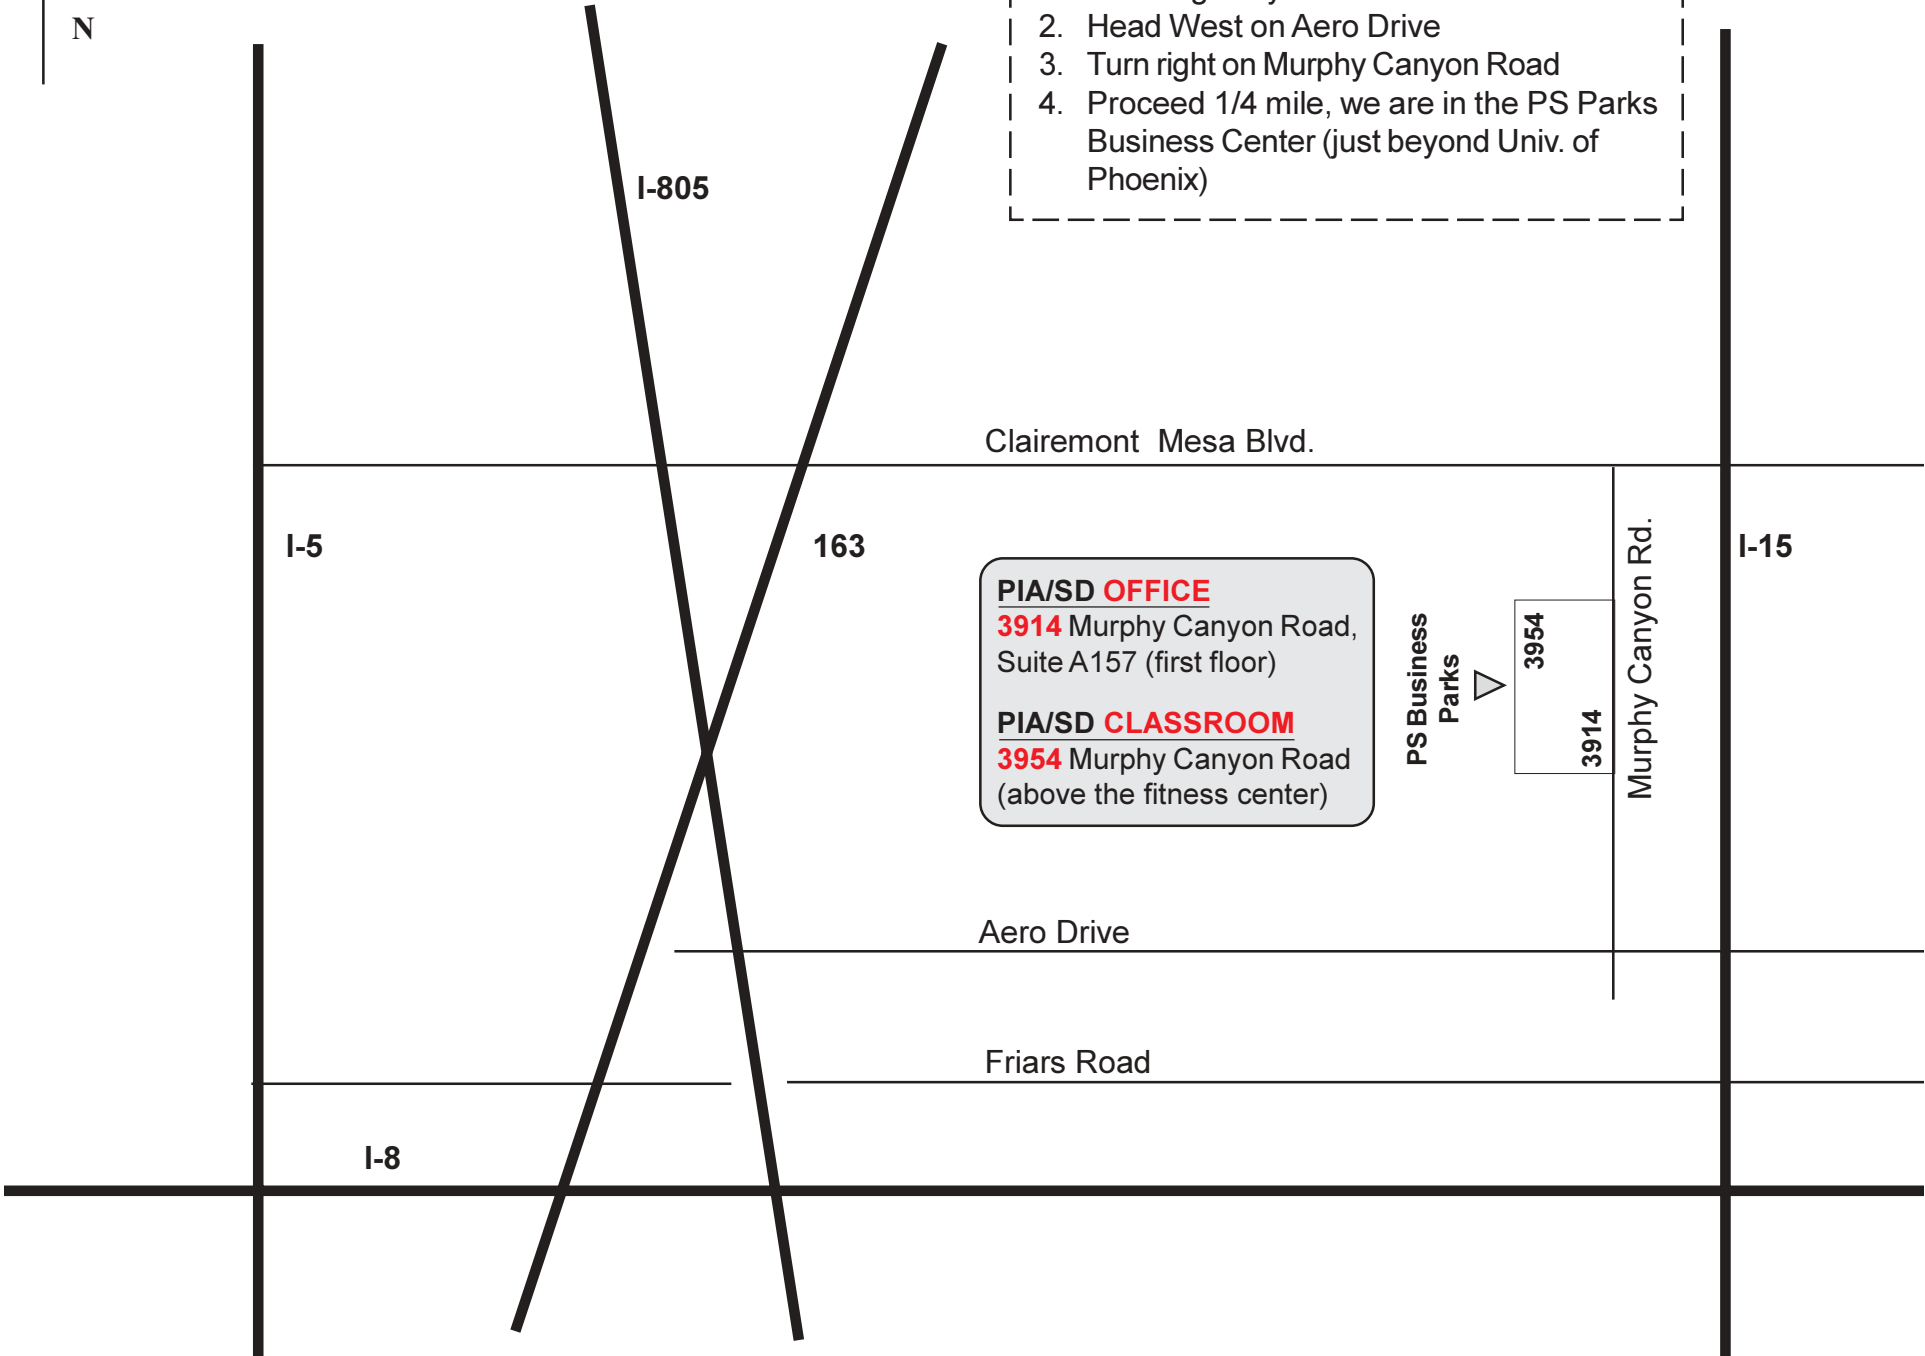 N
2. Head West on Aero Drive
3. Turn right on Murphy Canyon Road
4. Proceed 1/4 mile, we are in the PS Parks
Business Center (just beyond Univ. of
Phoenix)
I-805
Clairemont Mesa Blvd.
I-5
163
I-15
PIA/SD OFFICE
3914 Murphy Canyon Road,
Suite A157 (first floor)
PIA/SD CLASSROOM
3954 Murphy Canyon Road
(above the fitness center)
PS Business
Parks
3954
3914
Murphy Canyon Rd.
Aero Drive
Friars Road
I-8